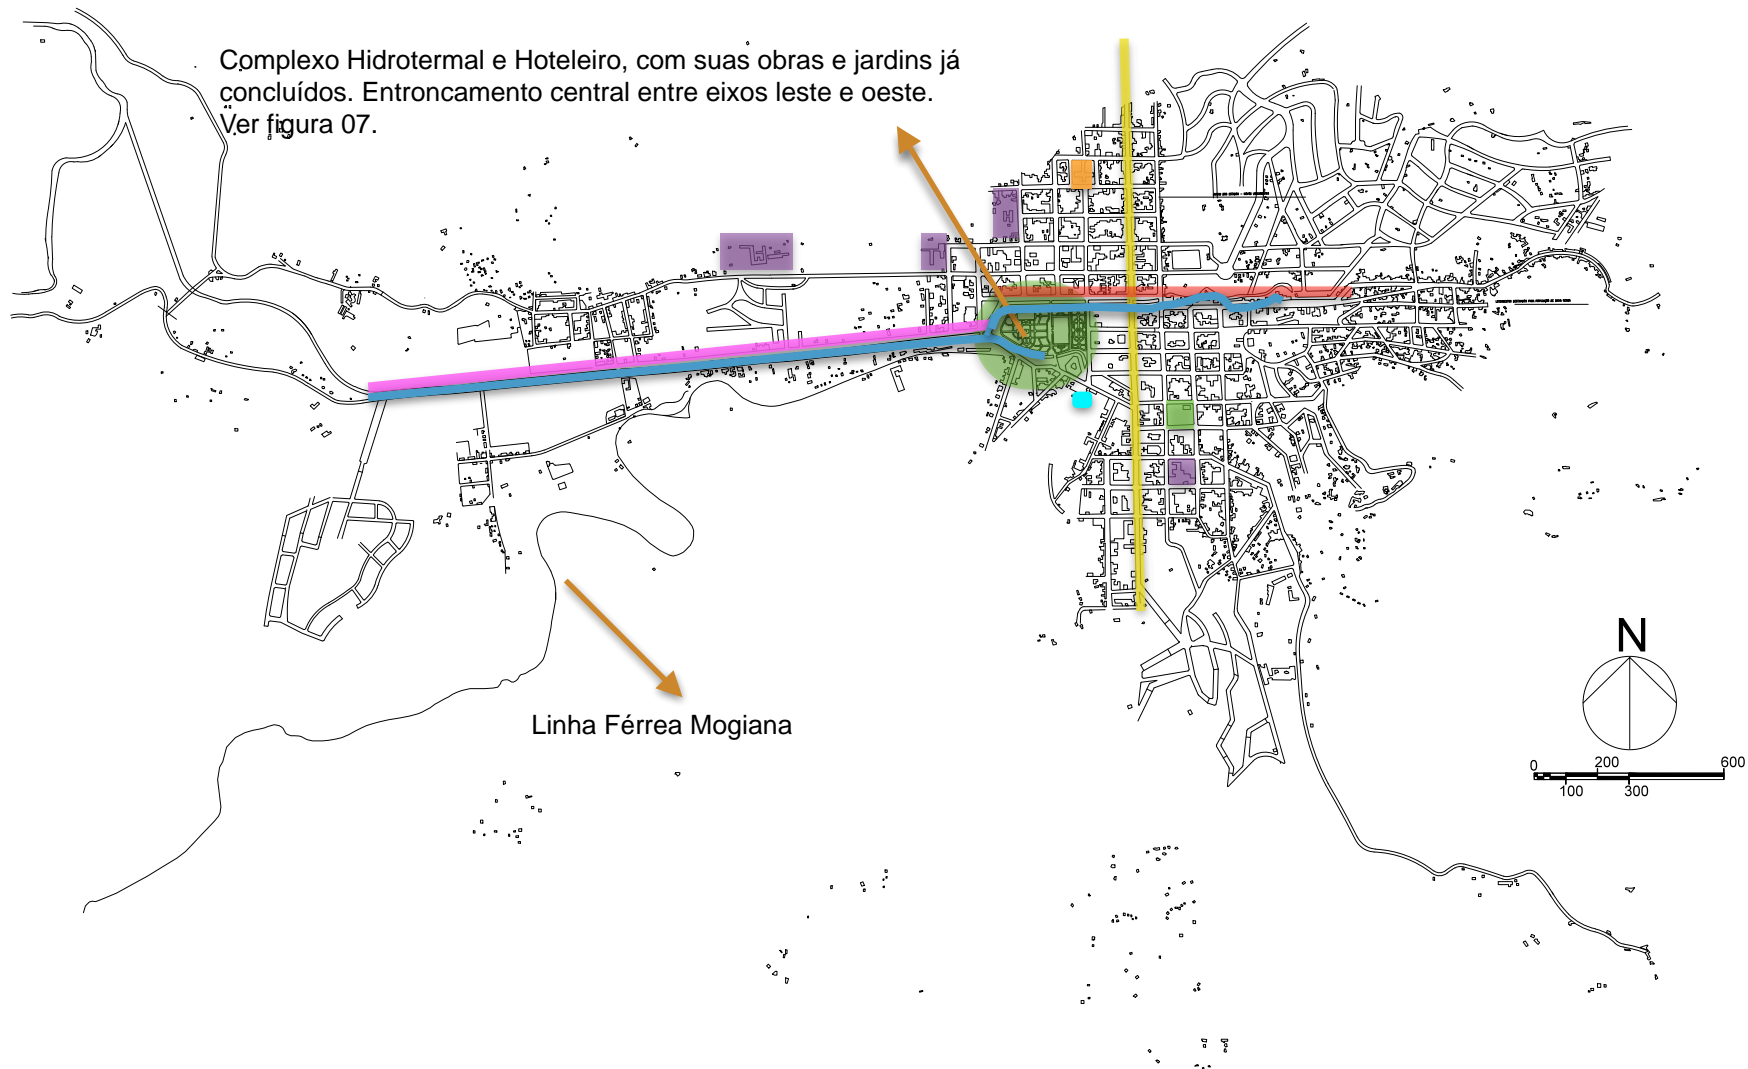 Complexo Hidrotermal e Hoteleiro, com suas obras e jardins já
concluídos. Entroncamento central entre eixos leste e oeste.
Ver figura 07.
Linha Férrea Mogiana
N
0 200 600
100 300